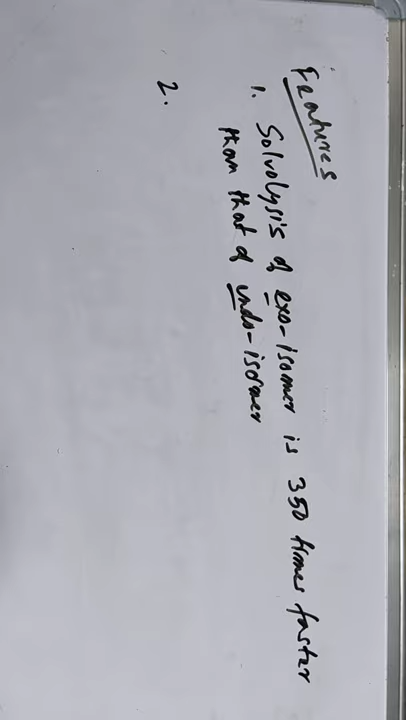 Features
1. Solvolysis of exo-isomer is 350 times faster
than that of endo-isomer
2.